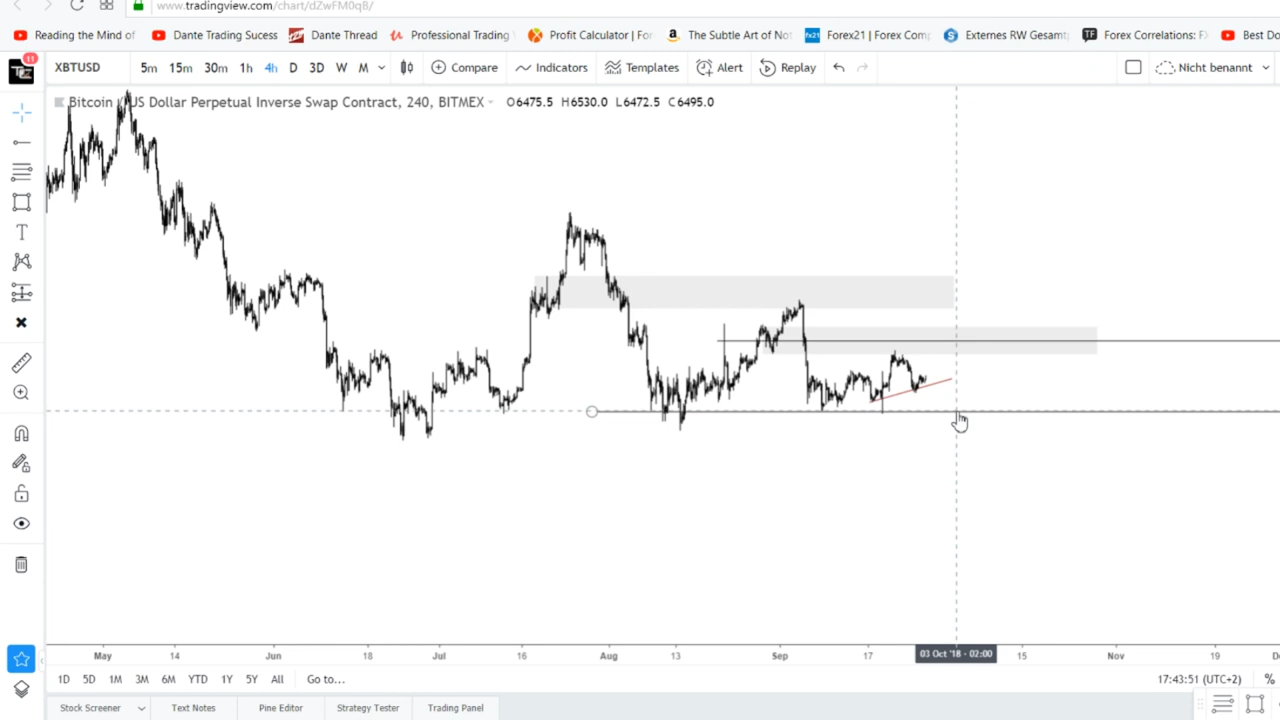 www.tradingview.com/chart/dZwFM0qB/
Reading the Mind of Dante Trading Sucess Dante Thread Professional Trading Profit Calculator | For The Subtle Art of Not Forex21 | Forex Comp Externes RW Gesamt Forex Correlations: F Best Do
11
XBTUSD 5m 15m 30m 1h 4h D 3D W M Compare Indicators Templates Alert Replay Nicht benannt
Bitcoin / US Dollar Perpetual Inverse Swap Contract, 240, BITMEX O6475.5 H6530.0 L6472.5 C6495.0
May 14 Jun 18 Jul 16 Aug 13 Sep 17 03 Oct '18 - 02:00 15 Nov 19 De
1D 5D 1M 3M 6M YTD 1Y 5Y All Go to... 17:43:51 (UTC+2) %
Stock Screener Text Notes Pine Editor Strategy Tester Trading Panel